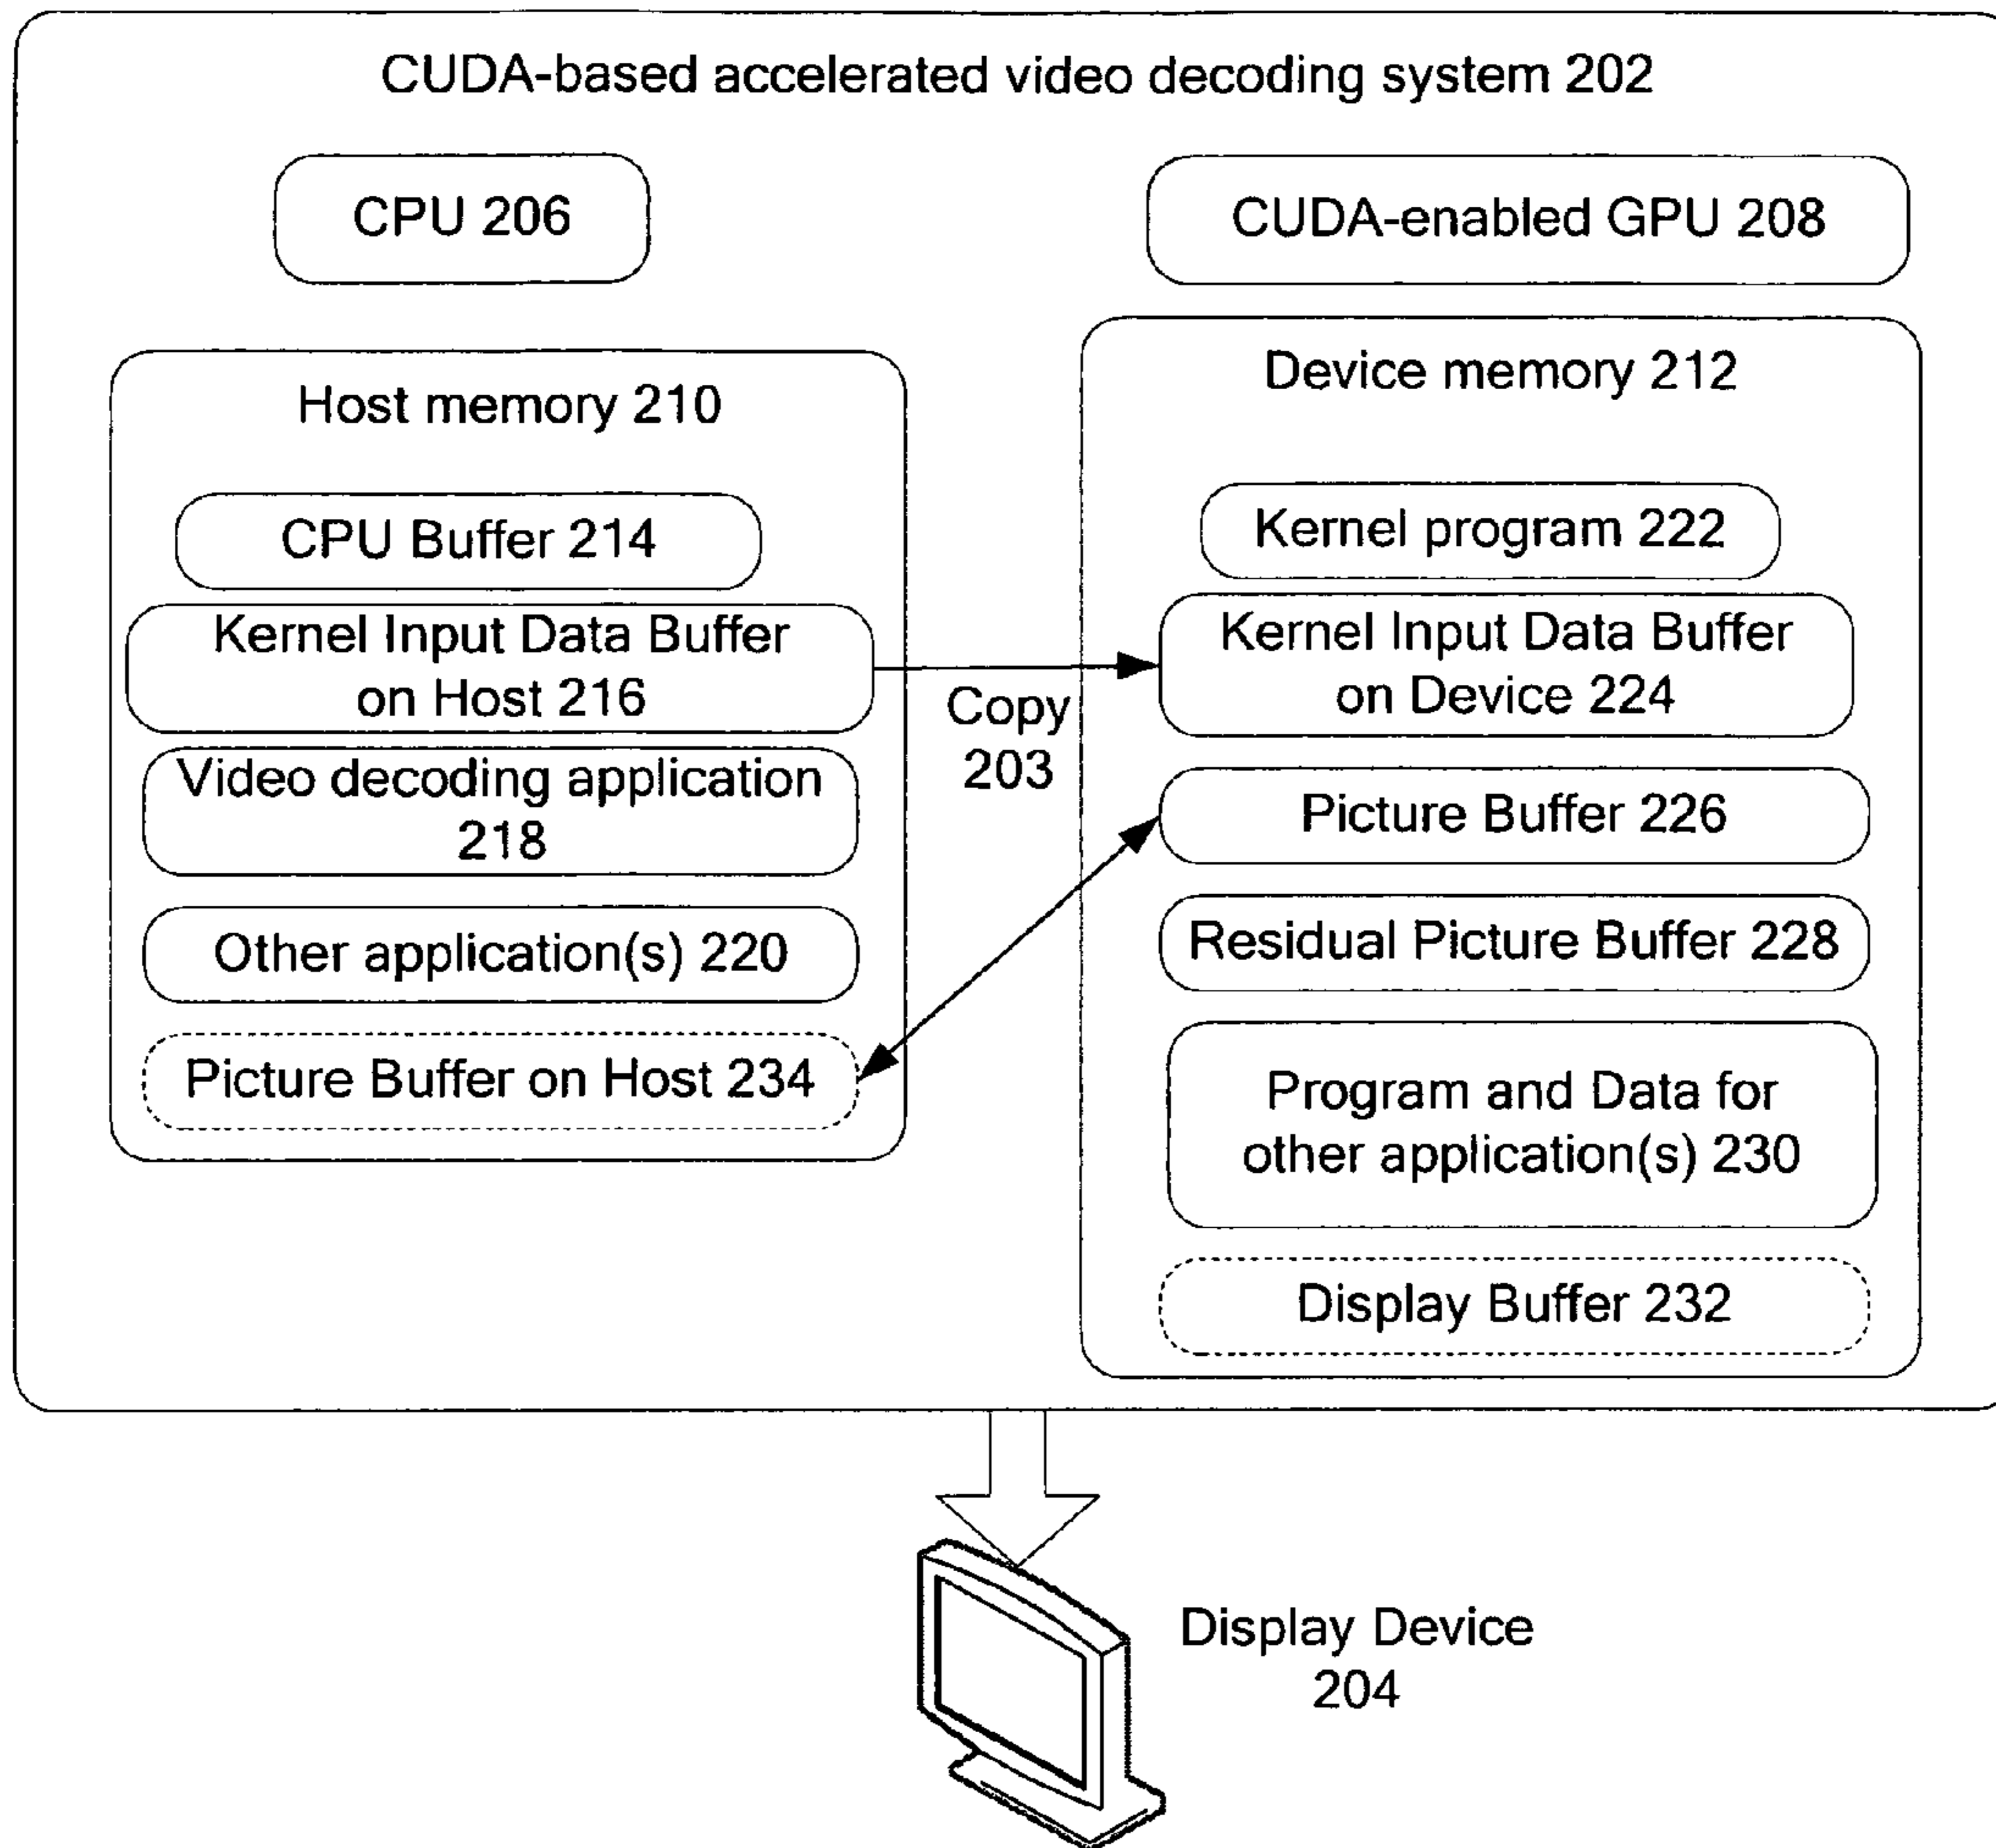 CUDA-based accelerated video decoding system 202
CPU 206
CUDA-enabled GPU 208
Host memory 210
CPU Buffer 214
Kernel Input Data Buffer
on Host 216
Video decoding application
218
Other application(s) 220
Picture Buffer on Host 234
Copy
203
Device memory 212
Kernel program 222
Kernel Input Data Buffer
on Device 224
Picture Buffer 226
Residual Picture Buffer 228
Program and Data for
other application(s) 230
Display Buffer 232
Display Device
204